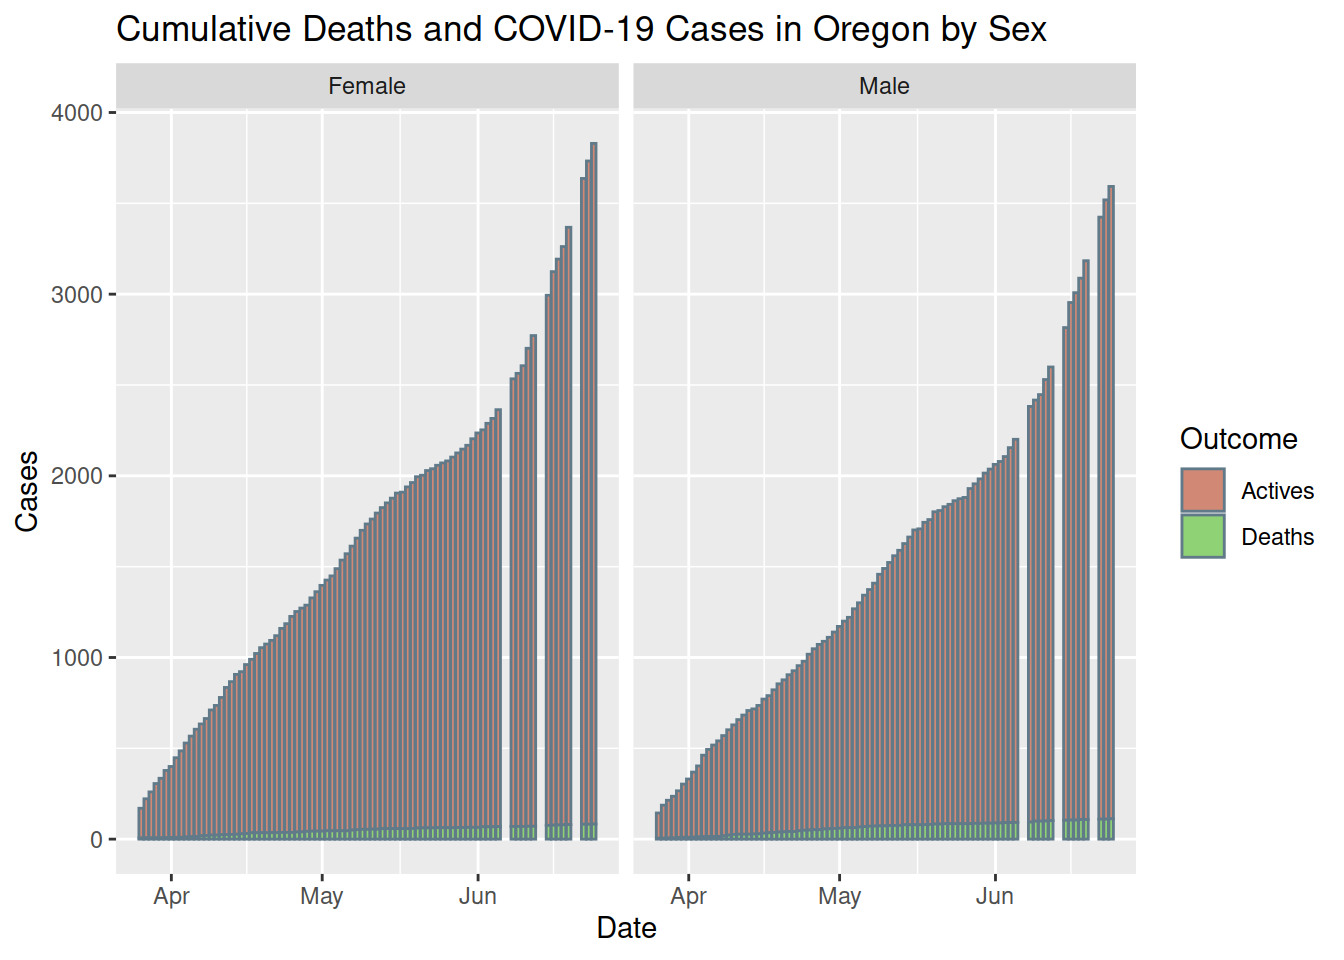 Cumulative Deaths and COVID-19 Cases in Oregon by Sex
Female
Male
4000
3000
2000
1000
0
Cases
Apr
May
Jun
Apr
May
Jun
Date
Outcome
Actives
Deaths